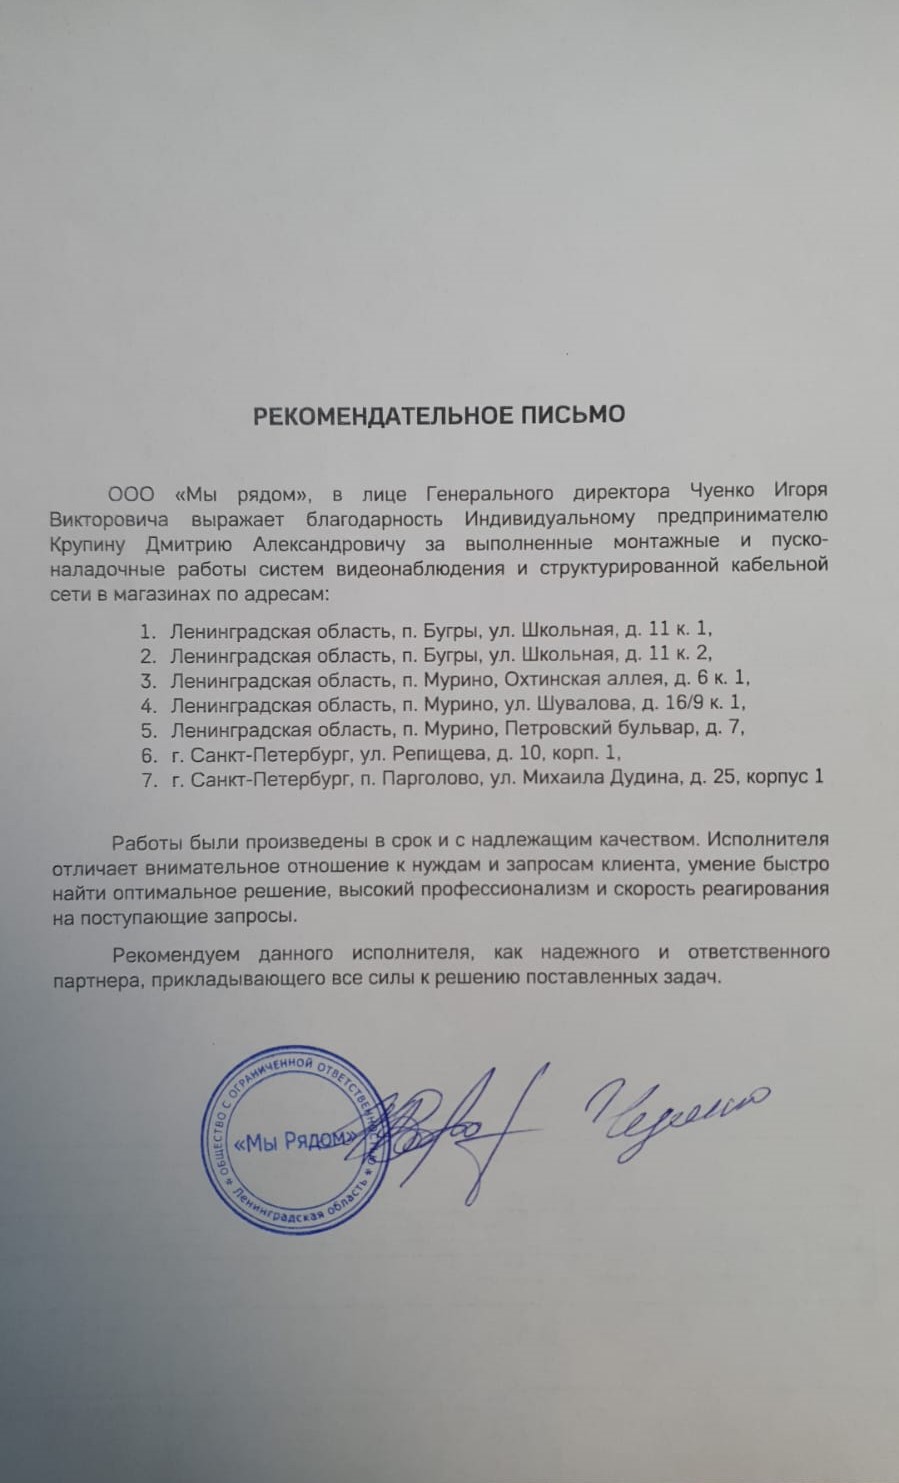 РЕКОМЕНДАТЕЛЬНОЕ ПИСЬМО
ООО «Мы рядом», в лице Генерального директора Чуенко Игоря
Викторовича выражает благодарность Индивидуальному предпринимателю
Крупину Дмитрию Александровичу за выполненные монтажные и пуско-
наладочные работы систем видеонаблюдения и структурированной кабельной
сети в магазинах по адресам:
1. Ленинградская область, п. Бугры, ул. Школьная, д. 11 к. 1,
2. Ленинградская область, п. Бугры, ул. Школьная, д. 11 к. 2,
3. Ленинградская область, п. Мурино, Охтинская аллея, д. 6 к. 1,
4. Ленинградская область, п. Мурино, ул. Шувалова, д. 16/9 к. 1,
5. Ленинградская область, п. Мурино, Петровский бульвар, д. 7,
6. г. Санкт-Петербург, ул. Репищева, д. 10, корп. 1,
7. г. Санкт-Петербург, п. Парголово, ул. Михаила Дудина, д. 25, корпус 1
Работы были произведены в срок и с надлежащим качеством. Исполнителя
отличает внимательное отношение к нуждам и запросам клиента, умение быстро
найти оптимальное решение, высокий профессионализм и скорость реагирования
на поступающие запросы.
Рекомендуем данного исполнителя, как надежного и ответственного
партнера, прикладывающего все силы к решению поставленных задач.
ОБЩЕСТВО С ОГРАНИЧЕННОЙ
«Мы Рядом»
Ленинградская область
Чуенко